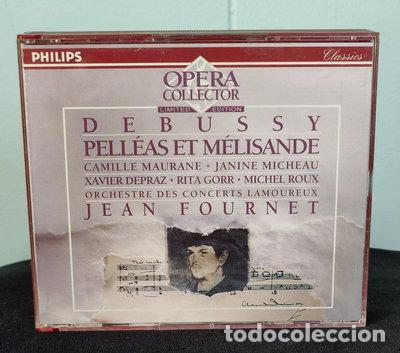 PHILIPS
Classics
OPERA
COLLECTOR
LIMITED EDITION
DEBUSSY
PELLÉAS ET MÉLISANDE
CAMILLE MAURANE · JANINE MICHEAU
XAVIER DEPRAZ · RITA GORR · MICHEL ROUX
ORCHESTRE DES CONCERTS LAMOUREUX
JEAN FOURNET
todocoleccion.net